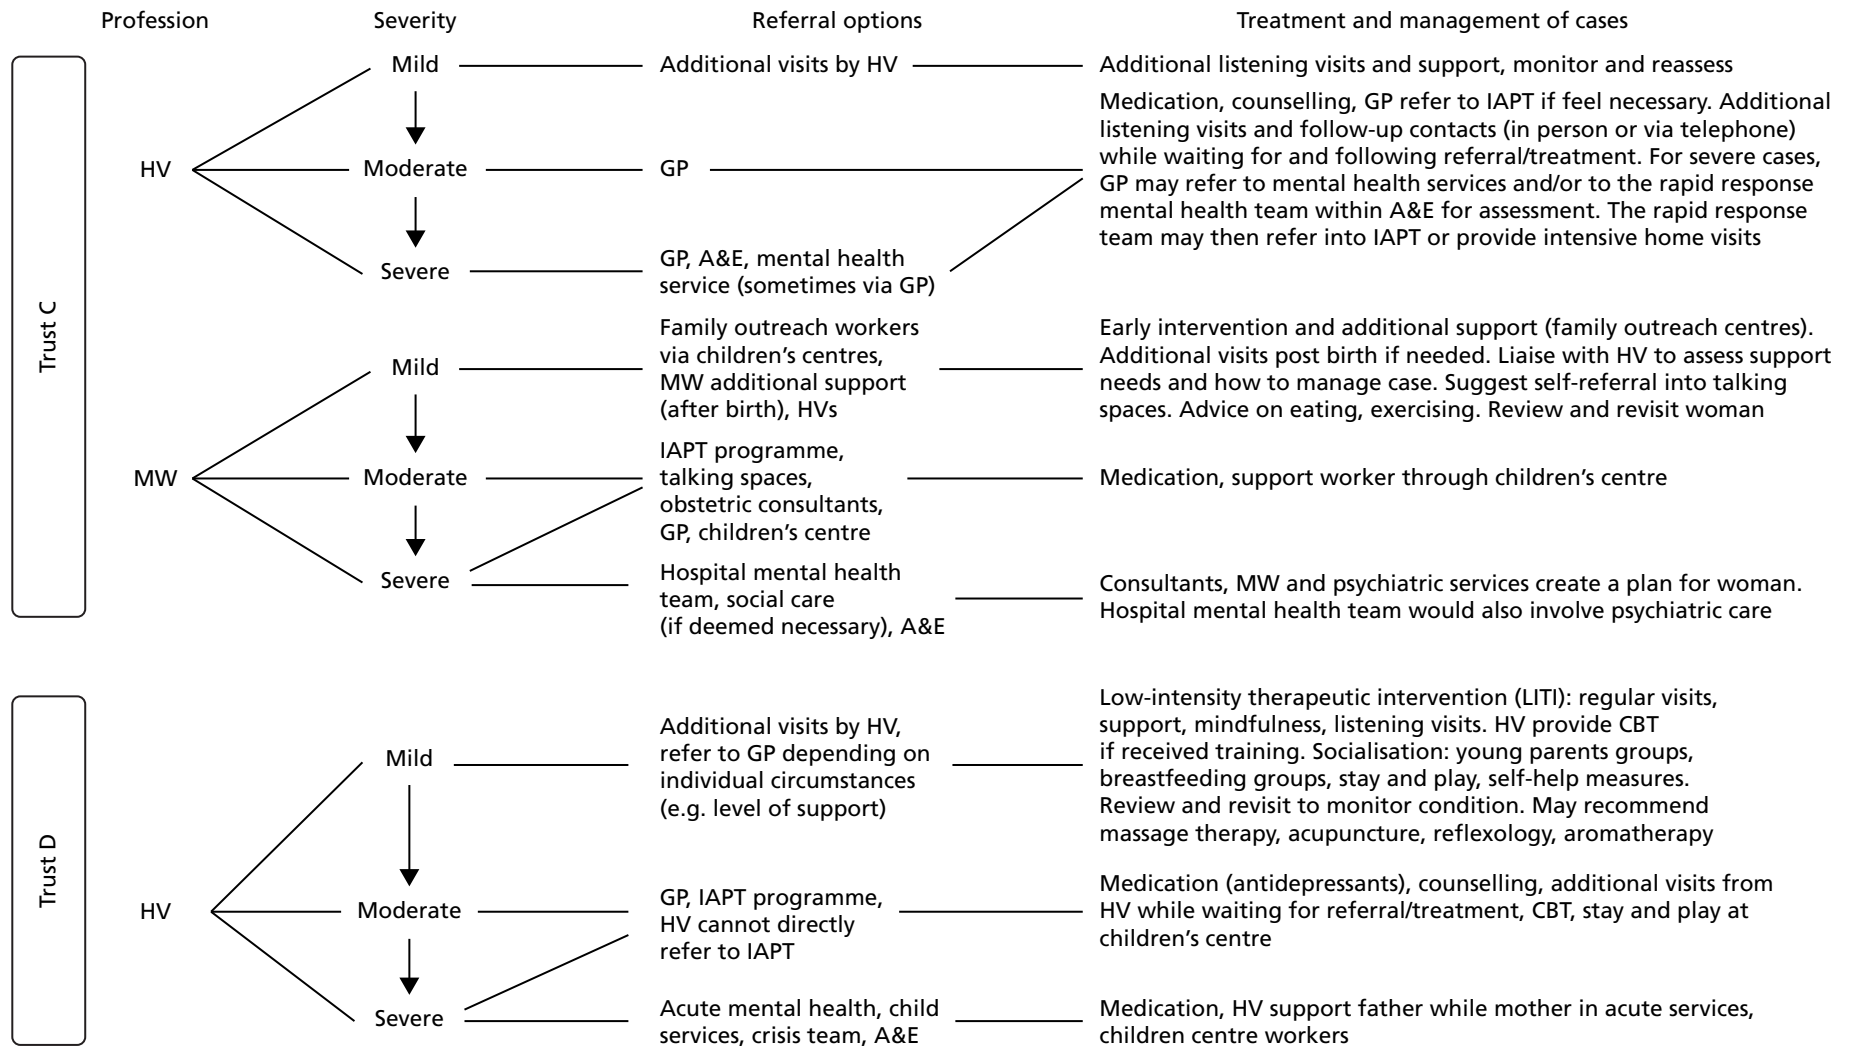 Profession
Severity
Referral options
Treatment and management of cases
Trust C
HV
Mild
Additional visits by HV
Additional listening visits and support, monitor and reassess
Moderate
GP
Medication, counselling, GP refer to IAPT if feel necessary. Additional
listening visits and follow-up contacts (in person or via telephone)
while waiting for and following referral/treatment. For severe cases,
GP may refer to mental health services and/or to the rapid response
mental health team within A&E for assessment. The rapid response
team may then refer into IAPT or provide intensive home visits
Severe
GP, A&E, mental health
service (sometimes via GP)
MW
Mild
Family outreach workers
via children’s centres,
MW additional support
(after birth), HVs
Early intervention and additional support (family outreach centres).
Additional visits post birth if needed. Liaise with HV to assess support
needs and how to manage case. Suggest self-referral into talking
spaces. Advice on eating, exercising. Review and revisit woman
Moderate
IAPT programme,
talking spaces,
obstetric consultants,
GP, children’s centre
Medication, support worker through children’s centre
Severe
Hospital mental health
team, social care
(if deemed necessary), A&E
Consultants, MW and psychiatric services create a plan for woman.
Hospital mental health team would also involve psychiatric care
Trust D
HV
Mild
Additional visits by HV,
refer to GP depending on
individual circumstances
(e.g. level of support)
Low-intensity therapeutic intervention (LITI): regular visits,
support, mindfulness, listening visits. HV provide CBT
if received training. Socialisation: young parents groups,
breastfeeding groups, stay and play, self-help measures.
Review and revisit to monitor condition. May recommend
massage therapy, acupuncture, reflexology, aromatherapy
Moderate
GP, IAPT programme,
HV cannot directly
refer to IAPT
Medication (antidepressants), counselling, additional visits from
HV while waiting for referral/treatment, CBT, stay and play at
children’s centre
Severe
Acute mental health, child
services, crisis team, A&E
Medication, HV support father while mother in acute services,
children centre workers